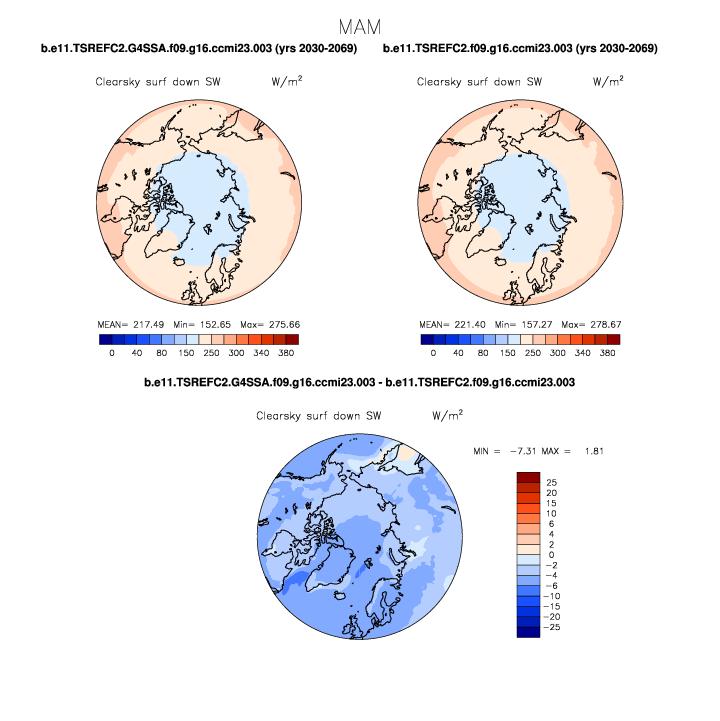 MAM
b.e11.TSREFC2.G4SSA.f09.g16.ccmi23.003 (yrs 2030-2069) b.e11.TSREFC2.f09.g16.ccmi23.003 (yrs 2030-2069)
Clearsky surf down SW W/m² Clearsky surf down SW W/m²
MEAN= 217.49 Min= 152.65 Max= 275.66 MEAN= 221.40 Min= 157.27 Max= 278.67
0 40 80 150 250 300 340 380 0 40 80 150 250 300 340 380
b.e11.TSREFC2.G4SSA.f09.g16.ccmi23.003 - b.e11.TSREFC2.f09.g16.ccmi23.003
Clearsky surf down SW W/m²
MIN = -7.31 MAX = 1.81
25
20
15
10
6
4
2
0
-2
-4
-6
-10
-15
-20
-25